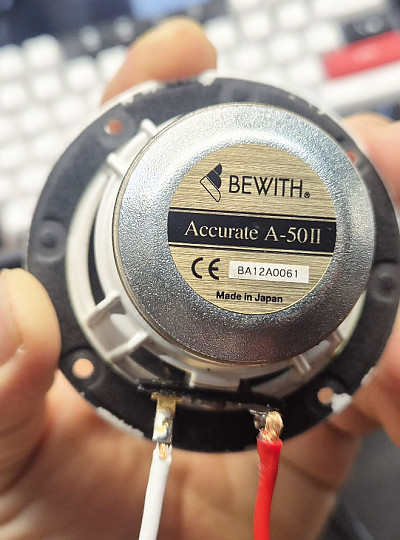 BEWITH®
Accurate A-50II
CE BA12A0061
Made in Japan